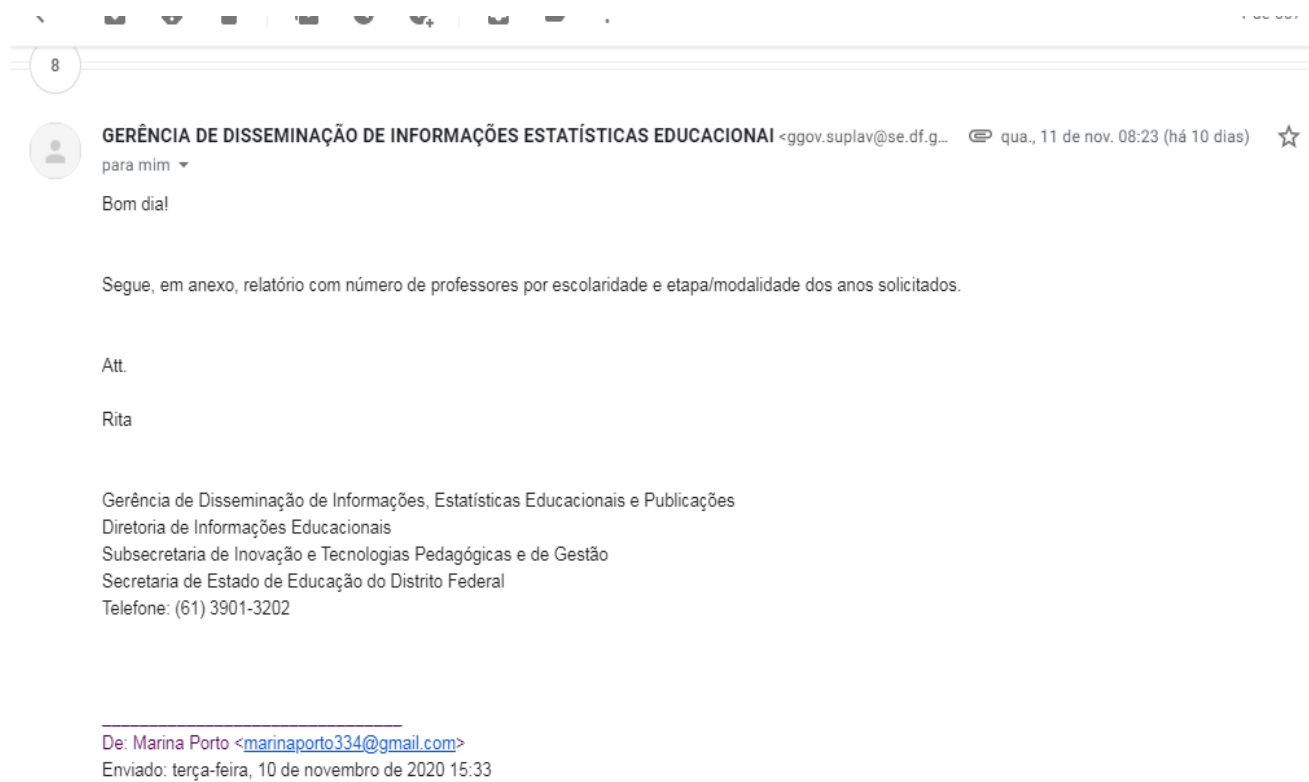 8
GERÊNCIA DE DISSEMINAÇÃO DE INFORMAÇÕES ESTATÍSTICAS EDUCACIONAI <ggov.suplav@se.df.g... qua., 11 de nov. 08:23 (há 10 dias)
para mim
Bom dia!
Segue, em anexo, relatório com número de professores por escolaridade e etapa/modalidade dos anos solicitados.
Att.
Rita
Gerência de Disseminação de Informações, Estatísticas Educacionais e Publicações
Diretoria de Informações Educacionais
Subsecretaria de Inovação e Tecnologias Pedagógicas e de Gestão
Secretaria de Estado de Educação do Distrito Federal
Telefone: (61) 3901-3202
De: Marina Porto <marinaporto334@gmail.com>
Enviado: terça-feira, 10 de novembro de 2020 15:33